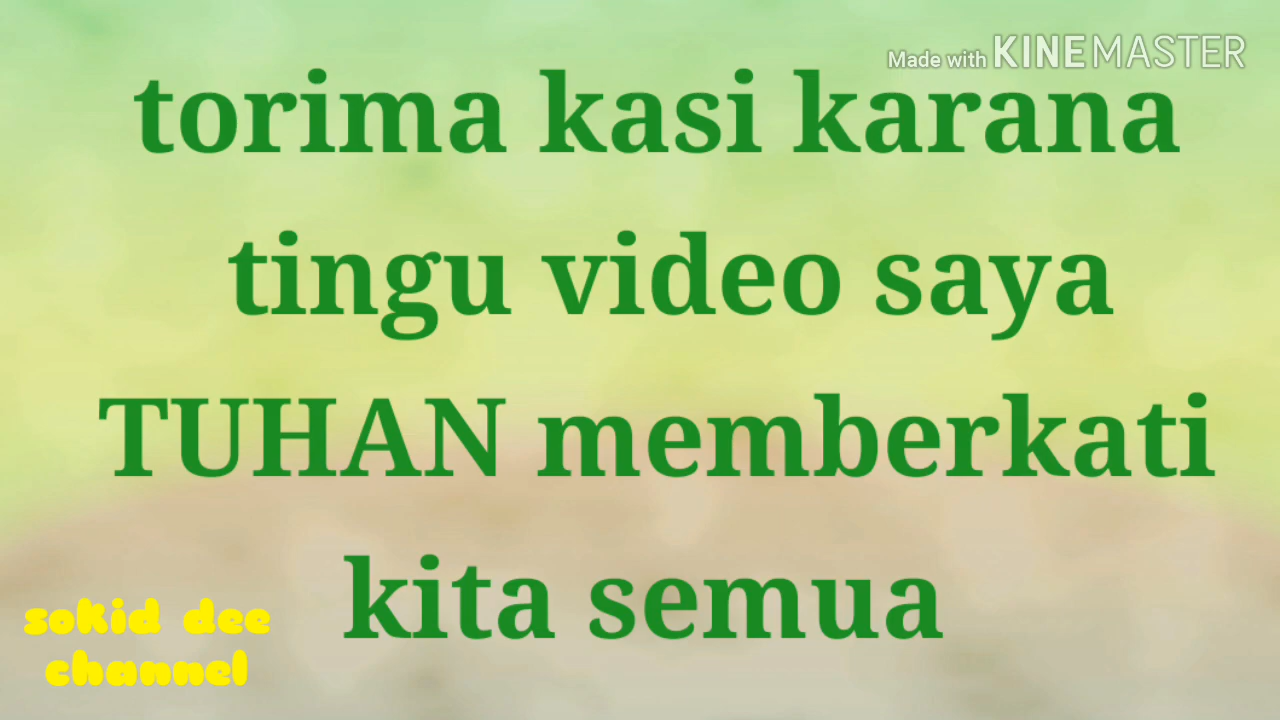 Made with KINEMASTER
torima kasi karana
tingu video saya
TUHAN memberkati
kita semua
sokid dee
channel